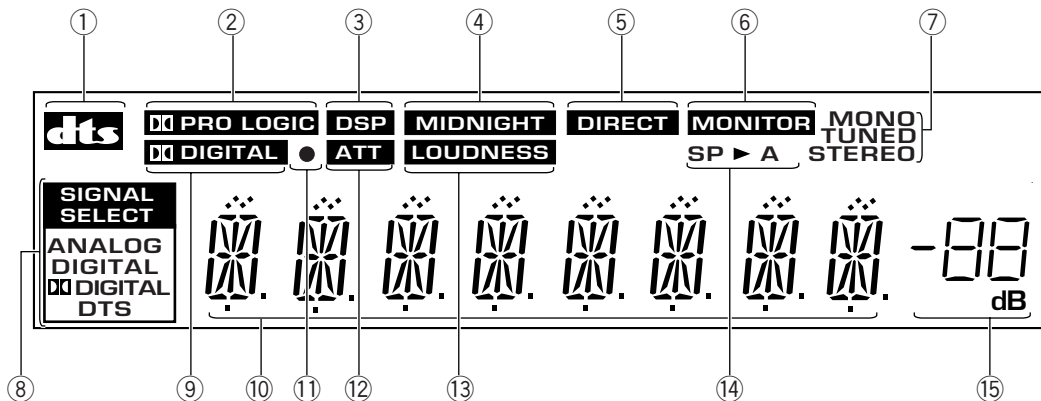 ① ② ③ ④ ⑤ ⑥ ⑦
dts PRO LOGIC DSP MIDNIGHT DIRECT MONITOR MONO
TUNED
DIGITAL ATT LOUDNESS SP ► A STEREO
SIGNAL
SELECT
ANALOG
DIGITAL
DIGITAL
DTS
-88
dB
⑧ ⑨ ⑩ ⑪ ⑫ ⑬ ⑭ ⑮